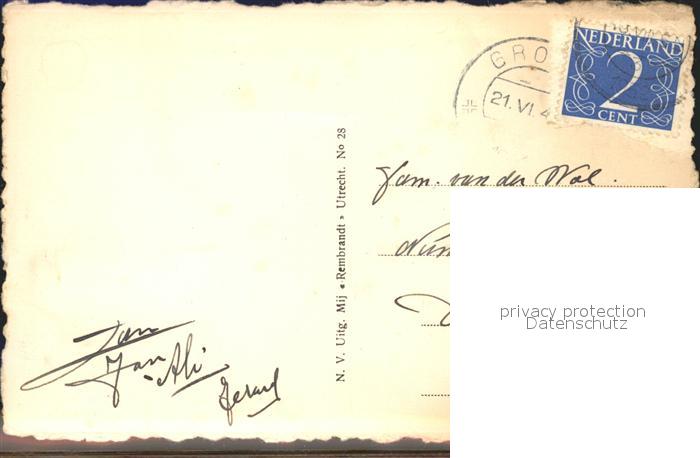 NEDERLAND
2
CENT
GRO
21.VI.4
N. V. Uitg. Mij «Rembrandt» Utrecht. No 28
Fam. van der Wol.
privacy protection
Datenschutz
Jan
Jan
Ali
Gerard